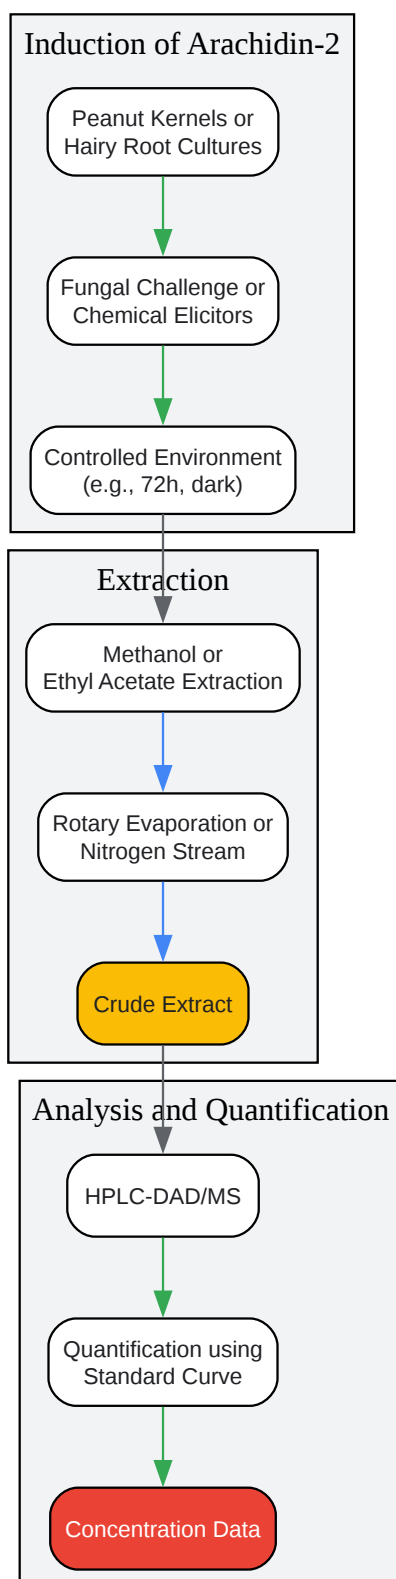 Induction of Arachidin-2
Peanut Kernels or
Hairy Root Cultures
Fungal Challenge or
Chemical Elicitors
Controlled Environment
(e.g., 72h, dark)
Extraction
Methanol or
Ethyl Acetate Extraction
Rotary Evaporation or
Nitrogen Stream
Crude Extract
Analysis and Quantification
HPLC-DAD/MS
Quantification using
Standard Curve
Concentration Data